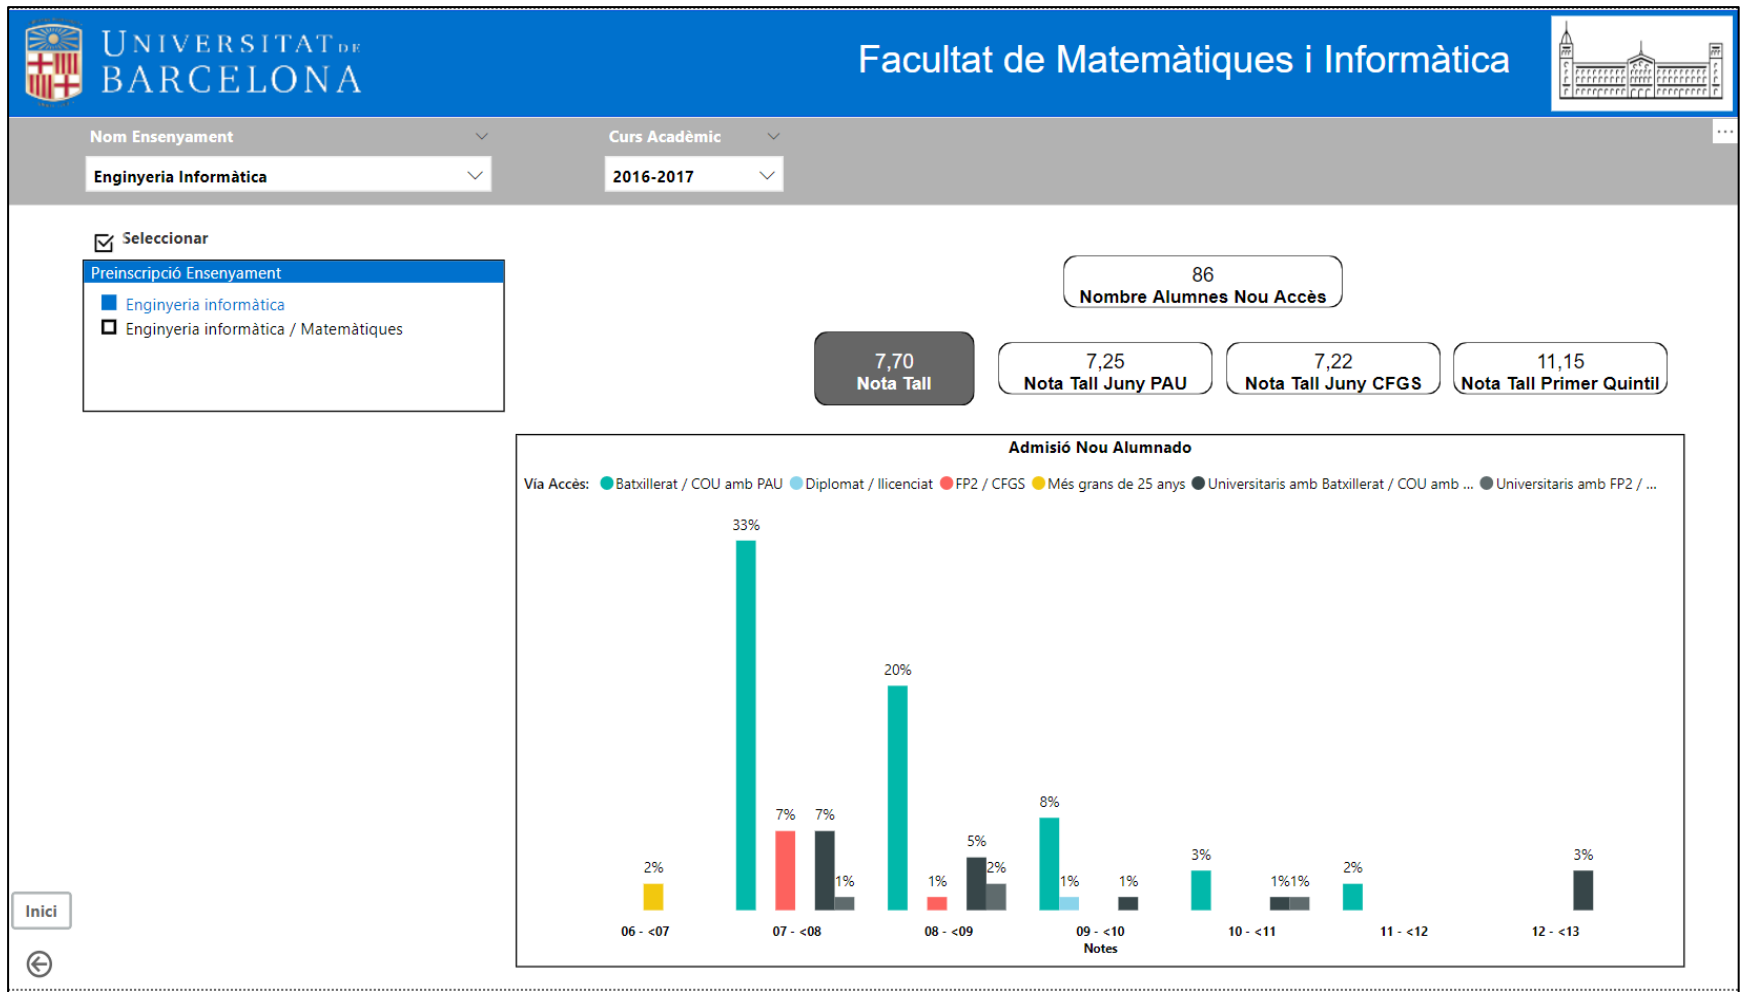 UNIVERSITAT DE
BARCELONA
Facultat de Matemàtiques i Informàtica
Nom Ensenyament
Curs Acadèmic
Enginyeria Informàtica
2016-2017
Seleccionar
Preinscripció Ensenyament
Enginyeria informàtica
Enginyeria informàtica / Matemàtiques
86
Nombre Alumnes Nou Accès
7,70
Nota Tall
7,25
Nota Tall Juny PAU
7,22
Nota Tall Juny CFGS
11,15
Nota Tall Primer Quintil
Admisió Nou Alumnado
Vía Accès: Batxillerat / COU amb PAU Diplomat / llicenciat FP2 / CFGS Més grans de 25 anys Universitaris amb Batxillerat / COU amb ... Universitaris amb FP2 / ...
33%
20%
8%
7% 7%
5%
2% 1% 1% 2% 1% 1% 3% 1% 1% 2% 3%
06 - <07 07 - <08 08 - <09 09 - <10 10 - <11 11 - <12 12 - <13
Notes
Inici